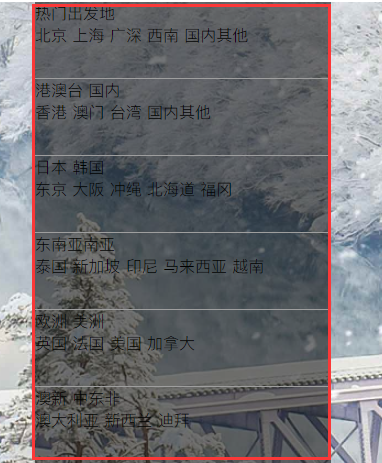 热门出发地
北京 上海 广深 西南 国内其他
港澳台 国内
香港 澳门 台湾 国内其他
日本 韩国
东京 大阪 冲绳 北海道 福冈
东南亚南亚
泰国 新加坡 印尼 马来西亚 越南
欧洲 美洲
英国 法国 美国 加拿大
澳新 中东非
澳大利亚 新西兰 迪拜